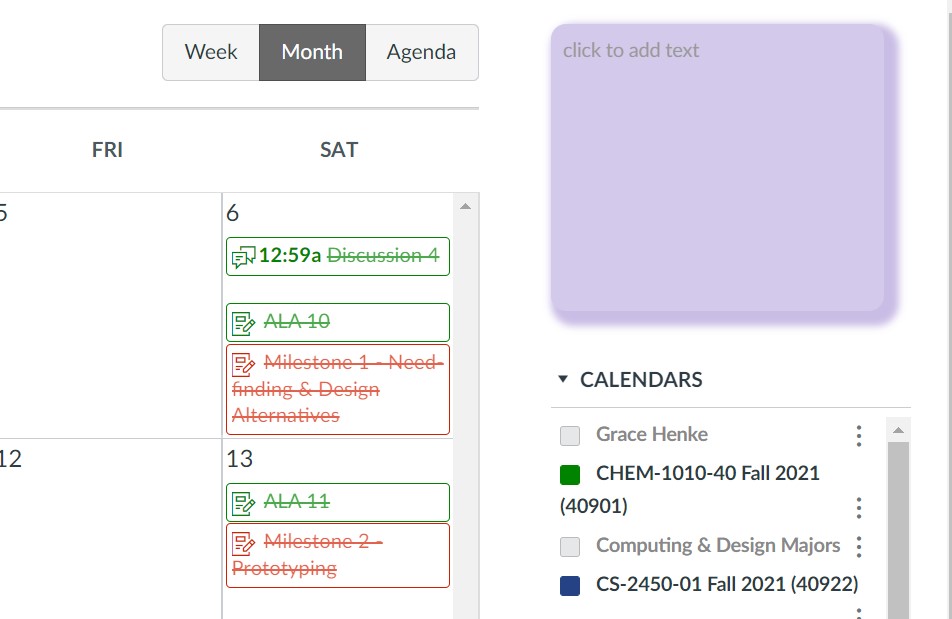 Week Month Agenda
click to add text
FRI SAT
5 6
12:59a Discussion 4
ALA 10
Milestone 1 - Need-
finding & Design
Alternatives
12 13
ALA 11
Milestone 2 -
Prototyping
CALENDARS
Grace Henke
CHEM-1010-40 Fall 2021
(40901)
Computing & Design Majors
CS-2450-01 Fall 2021 (40922)